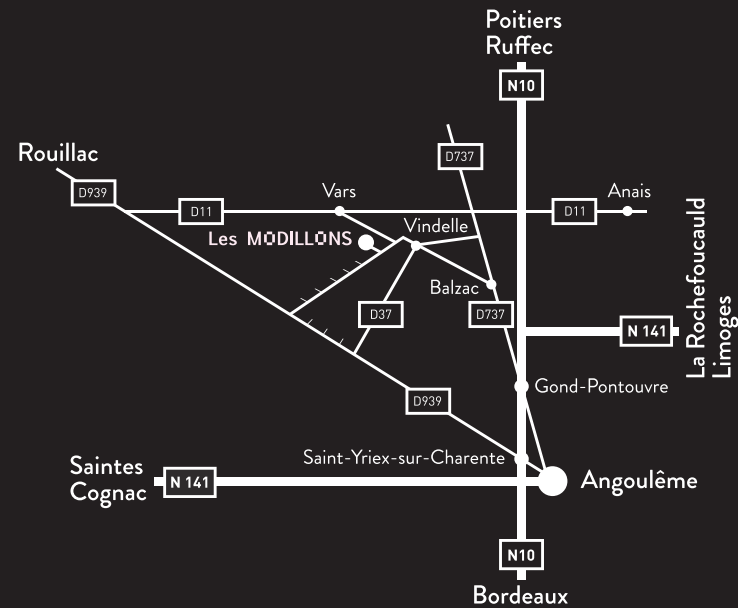 Poitiers
Ruffec
N10
Rouillac
D737
D939
Vars
Anais
D11
D11
Vindelle
Les MODILLONS
Balzac
D37
D737
N 141
La Rochefoucauld
Limoges
Gond-Pontouvre
D939
Saint-Yriex-sur-Charente
Saintes
Cognac
N 141
Angoulême
N10
Bordeaux